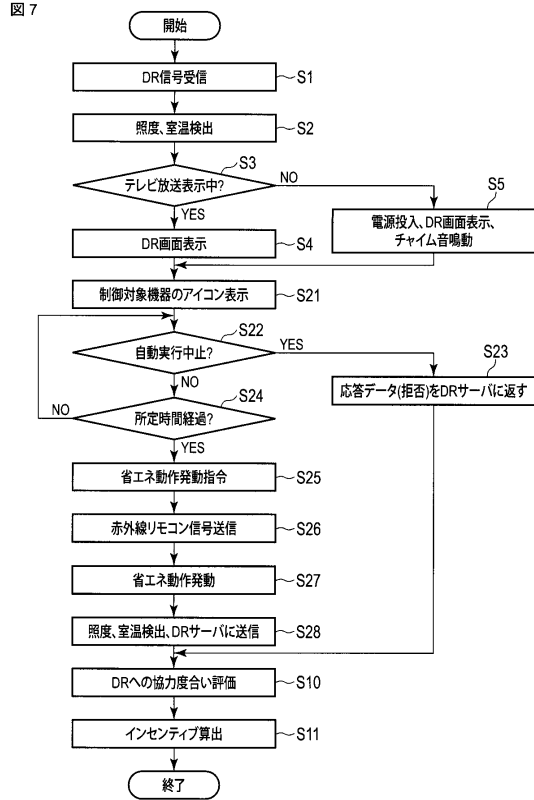 図 7
開始
DR信号受信
S1
照度、室温検出
S2
テレビ放送表示中?
S3
NO
YES
電源投入、DR画面表示、
チャイム音鳴動
S5
DR画面表示
S4
制御対象機器のアイコン表示
S21
自動実行中止?
S22
YES
NO
応答データ(拒否)をDRサーバに返す
S23
所定時間経過?
S24
NO
YES
省エネ動作発動指令
S25
赤外線リモコン信号送信
S26
省エネ動作発動
S27
照度、室温検出、DRサーバに送信
S28
DRへの協力度合い評価
S10
インセンティブ算出
S11
終了